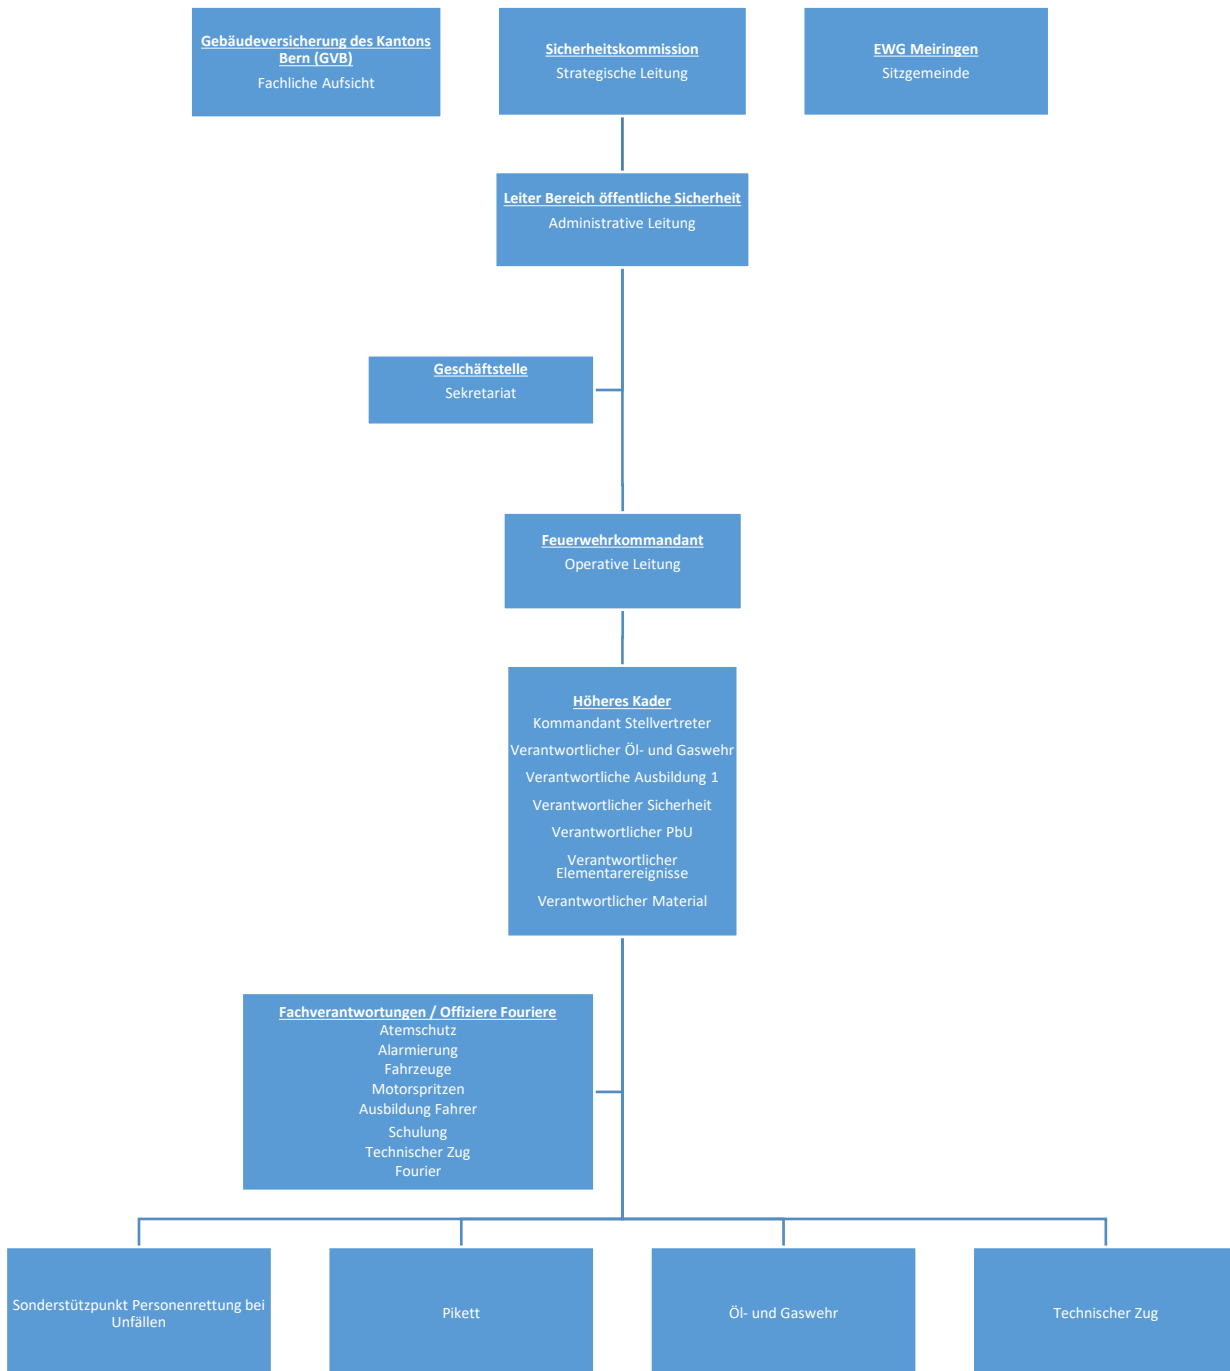 Gebäudeversicherung des Kantons
Bern (GVB)
Fachliche Aufsicht
Sicherheitskommission
Strategische Leitung
EWG Meiringen
Sitzgemeinde
Leiter Bereich öffentliche Sicherheit
Administrative Leitung
Geschäftstelle
Sekretariat
Feuerwehrkommandant
Operative Leitung
Höheres Kader
Kommandant Stellvertreter
Verantwortlicher Öl- und Gaswehr
Verantwortliche Ausbildung 1
Verantwortlicher Sicherheit
Verantwortlicher PbU
Verantwortlicher
Elementarereignisse
Verantwortlicher Material
Fachverantwortungen / Offiziere Fouriere
Atemschutz
Alarmierung
Fahrzeuge
Motorspritzen
Ausbildung Fahrer
Schulung
Technischer Zug
Fourier
Sonderstützpunkt Personenrettung bei
Unfällen
Pikett
Öl- und Gaswehr
Technischer Zug